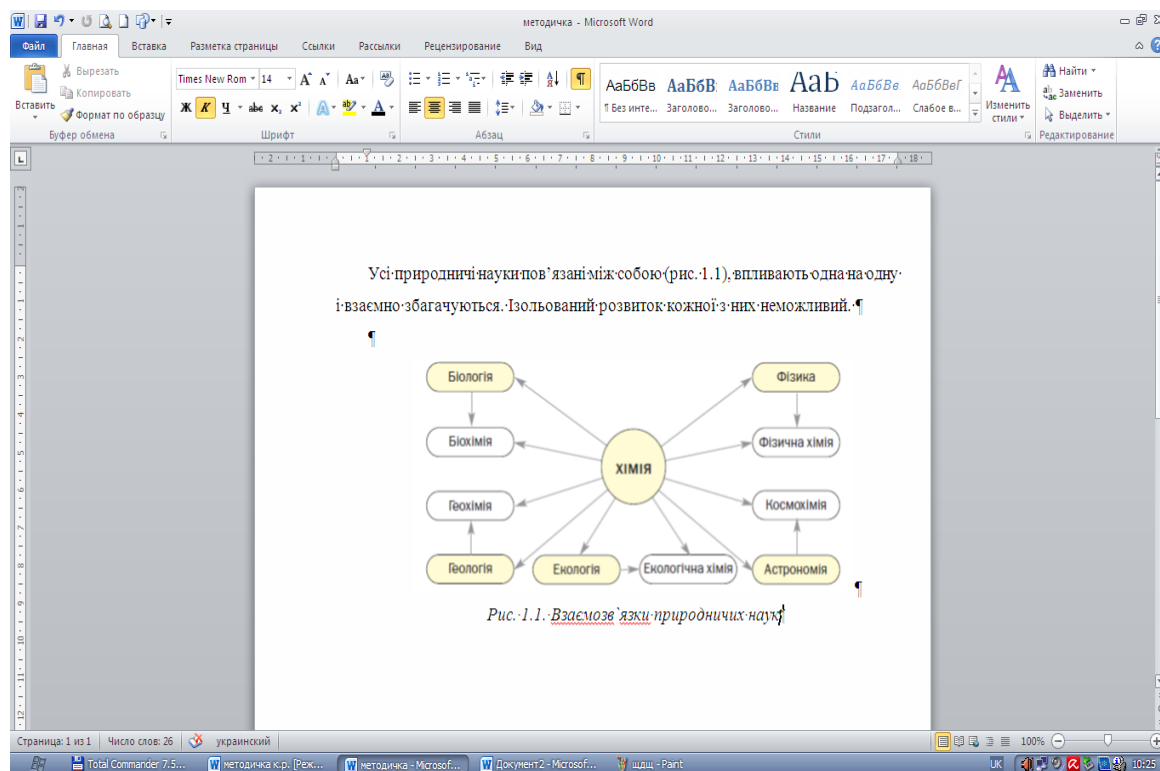 методичка - Microsoft Word
Файл Главная Вставка Разметка страницы Ссылки Рассылки Рецензирование Вид
Вставить
Вырезать
Копировать
Формат по образцу
Буфер обмена
Times New Rom 14
Ж К Ч abc x, x²
Шрифт
Абзац
АаБбВв АаБбВ АаБбВв АаЬ АаБбВв АаБбВвГ
¶ Без инте... Заголово... Заголово... Название Подзагол... Слабое в...
Стили
Изменить
стили
Найти
Заменить
Выделить
Редактирование
Усі природничі науки пов’язані між собою (рис. 1.1), впливають одна на одну
і взаємно збагачуються. Ізольований розвиток кожної з них неможливий. ¶
¶
Біологія
Фізика
Біохімія
Фізична хімія
ХІМІЯ
Геохімія
Космохімія
Геологія
Екологія
Екологічна хімія
Астрономія
¶
Рис. 1.1. Взаємозв`язки природничих наук
Страница: 1 из 1 Число слов: 26 украинский 100%
Total Commander 7.5... методичка к.р. [Реж... методичка - Microsof... Документ2 - Microsof... щдщ - Paint UK 10:25